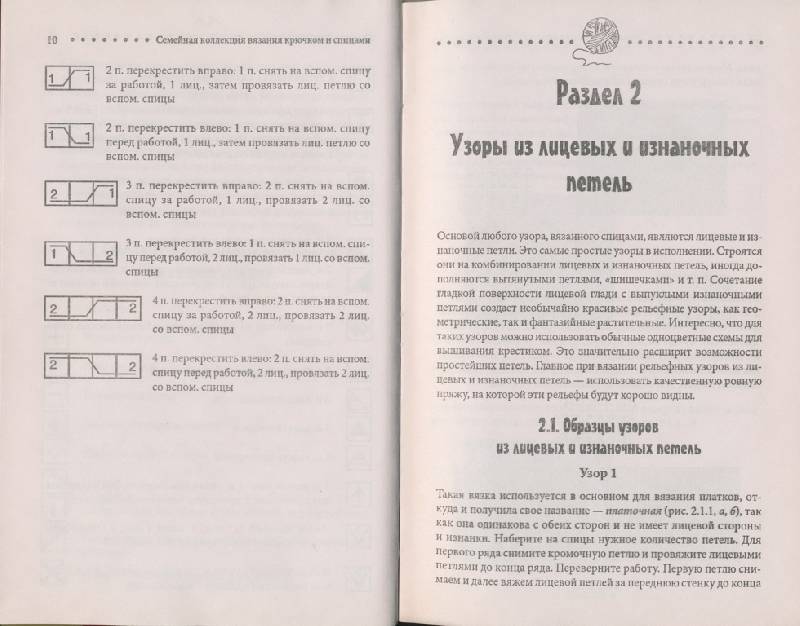 10 Семейная коллекция вязания крючком и спицами
1 1
2 п. перекрестить вправо: 1 п. снять на вспом. спицу
за работой, 1 лиц., затем провязать лиц. петлю со
вспом. спицы
1 1
2 п. перекрестить влево: 1 п. снять на вспом. спицу
перед работой, 1 лиц., затем провязать лиц. петлю со
вспом. спицы
2 1
3 п. перекрестить вправо: 2 п. снять на вспом.
спицу за работой, 1 лиц., провязать 2 лиц. со
вспом. спицы
1 2
3 п. перекрестить влево: 1 п. снять на вспом. спи-
цу перед работой, 2 лиц., провязать 1 лиц. со вспом.
спицы
2 2
4 п. перекрестить вправо: 2 п. снять на вспом.
спицу за работой, 2 лиц., провязать 2 лиц.
со вспом. спицы
2 2
4 п. перекрестить влево: 2 п. снять на вспом.
спицу перед работой, 2 лиц., провязать 2 лиц.
со вспом. спицы
Раздел 2
Узоры из лицевых и изнаночных
петель
Основой любого узора, вязанного спицами, являются лицевые и из-
наночные петли. Это самые простые узоры в исполнении. Строятся
они на комбинировании лицевых и изнаночных петель, иногда до-
полняются вытянутыми петлями, «шишечками» и т. п. Сочетание
гладкой поверхности лицевой глади с выпуклыми изнаночными
петлями создаст необычайно красивые рельефные узоры, как гео-
метрические, так и фантазийные растительные. Интересно, что для
таких узоров можно использовать обычные одноцветные схемы для
вышивания крестиком. Это значительно расширит возможности
простейших петель. Главное при вязании рельефных узоров из ли-
цевых и изнаночных петель — использовать качественную ровную
пряжу, на которой эти рельефы будут хорошо видны.
2.1. Образцы узоров
из лицевых и изнаночных петель
Узор 1
Такая вязка используется в основном для вязания платков, от-
куда и получила свое название — платочная (рис. 2.1.1, а, б), так
как она одинакова с обеих сторон и не имеет лицевой стороны
и изнанки. Наберите на спицы нужное количество петель. Для
первого ряда снимите кромочную петлю и провяжите лицевыми
петлями до конца ряда. Переверните работу. Первую петлю сни-
маем и далее вяжем лицевой петлей за переднюю стенку до конца